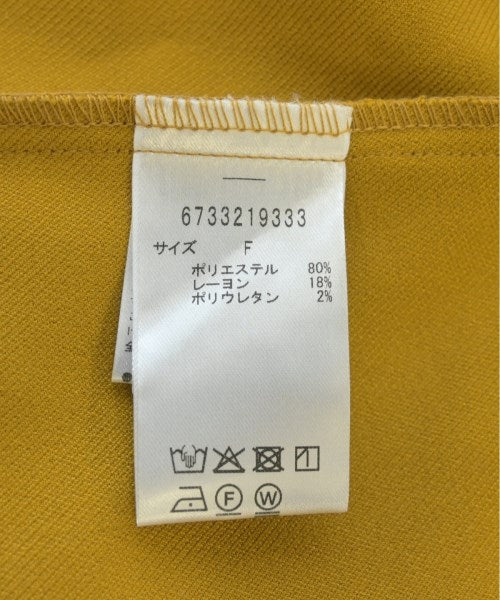 6733219333
サイズ F
ポリエステル 80%
レーヨン 18%
ポリウレタン 2%
F W